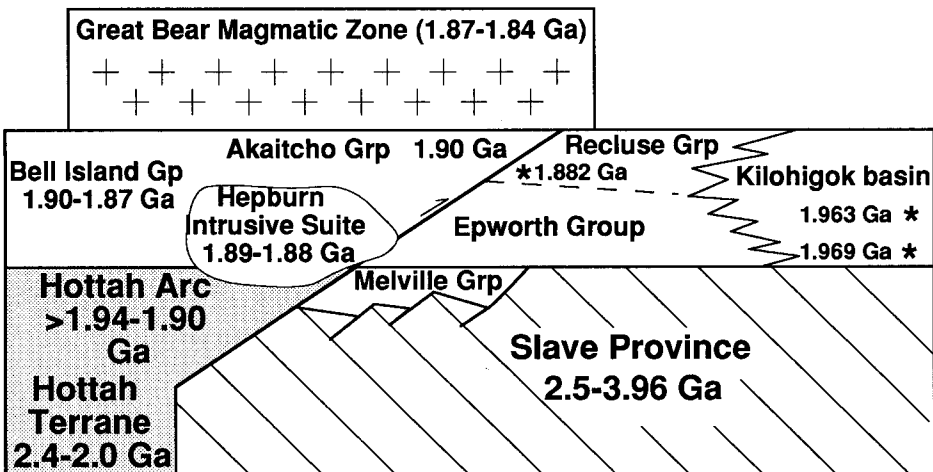 Great Bear Magmatic Zone (1.87-1.84 Ga)
Akaitcho Grp 1.90 Ga
Recluse Grp
*1.882 Ga
Bell Island Gp
1.90-1.87 Ga
Hepburn
Intrusive Suite
1.89-1.88 Ga
Kilohigok basin
1.963 Ga *
1.969 Ga *
Epworth Group
Melville Grp
Hottah Arc
>1.94-1.90
Ga
Hottah
Terrane
2.4-2.0 Ga
Slave Province
2.5-3.96 Ga